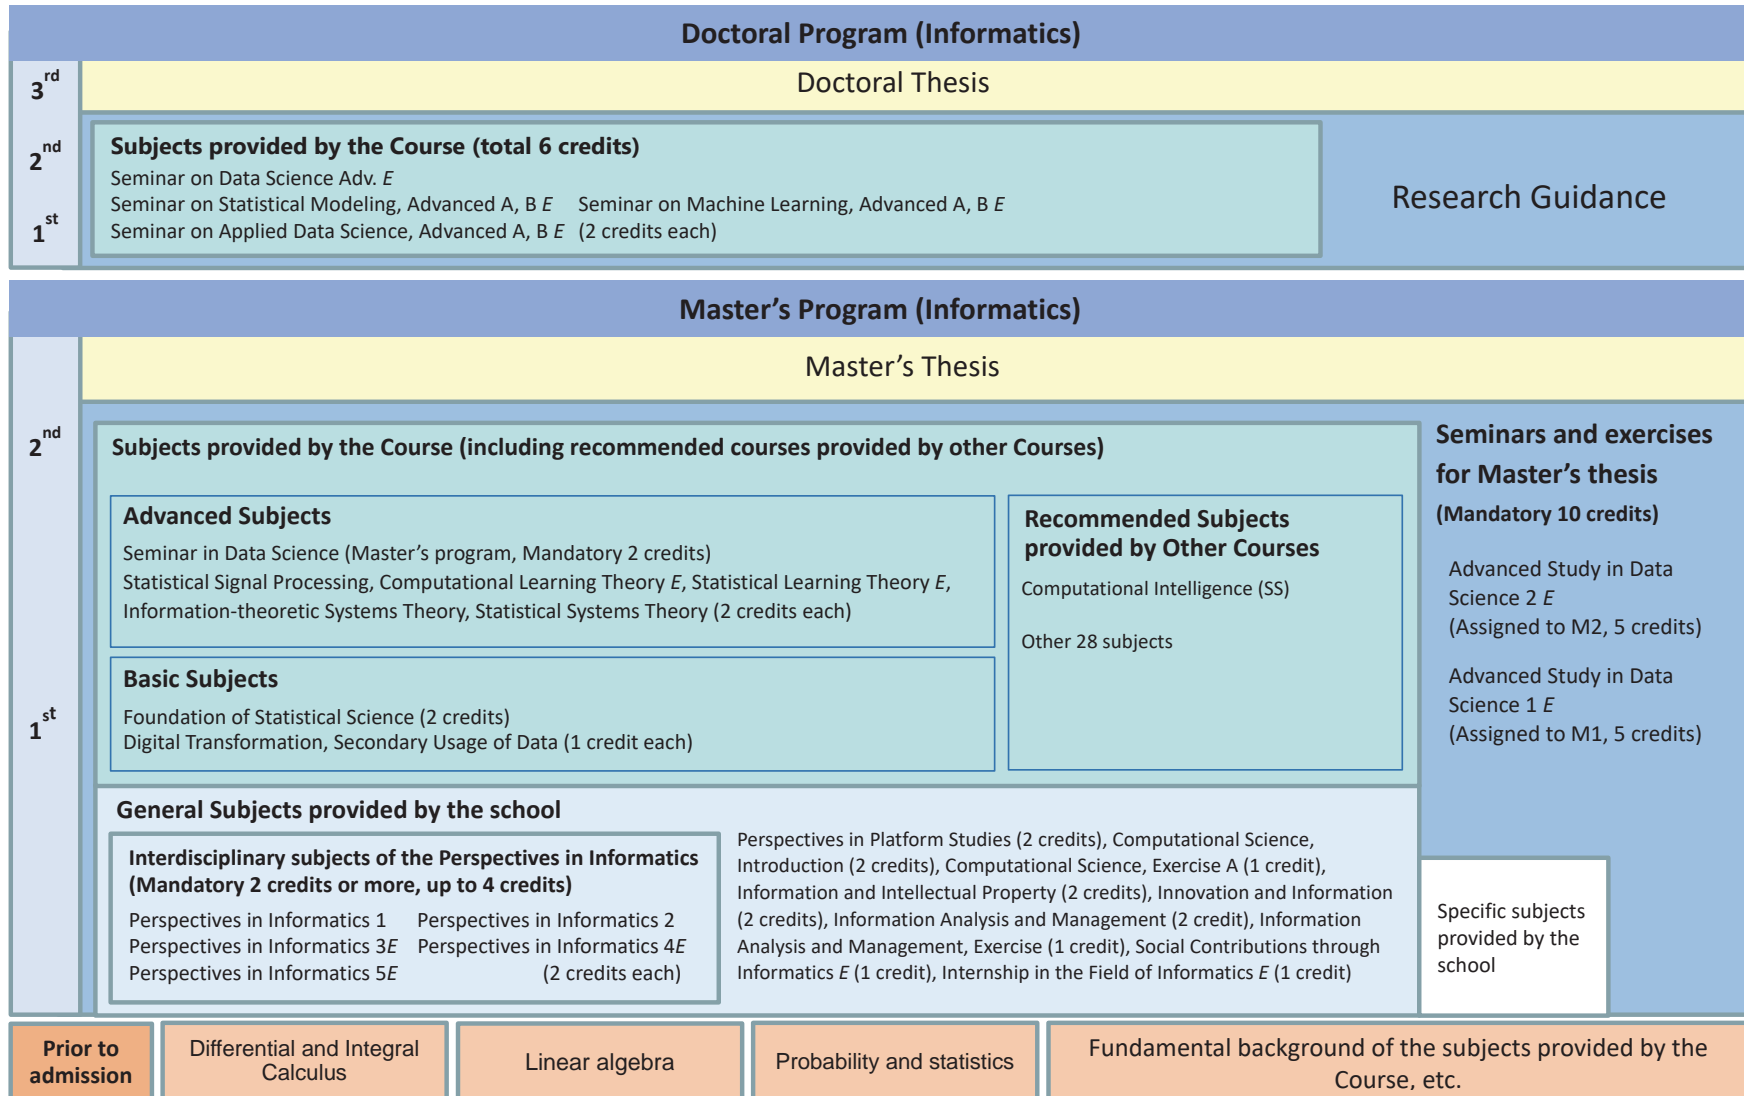 Doctoral Program (Informatics)
3rd
Doctoral Thesis
2nd
1st
Subjects provided by the Course (total 6 credits)
Seminar on Data Science Adv. E
Seminar on Statistical Modeling, Advanced A, B E Seminar on Machine Learning, Advanced A, B E
Seminar on Applied Data Science, Advanced A, B E (2 credits each)
Research Guidance
Master’s Program (Informatics)
Master’s Thesis
2nd
1st
Subjects provided by the Course (including recommended courses provided by other Courses)
Advanced Subjects
Seminar in Data Science (Master’s program, Mandatory 2 credits)
Statistical Signal Processing, Computational Learning Theory E, Statistical Learning Theory E,
Information-theoretic Systems Theory, Statistical Systems Theory (2 credits each)
Basic Subjects
Foundation of Statistical Science (2 credits)
Digital Transformation, Secondary Usage of Data (1 credit each)
Recommended Subjects
provided by Other Courses
Computational Intelligence (SS)
Other 28 subjects
Seminars and exercises
for Master’s thesis
(Mandatory 10 credits)
Advanced Study in Data
Science 2 E
(Assigned to M2, 5 credits)
Advanced Study in Data
Science 1 E
(Assigned to M1, 5 credits)
General Subjects provided by the school
Interdisciplinary subjects of the Perspectives in Informatics
(Mandatory 2 credits or more, up to 4 credits)
Perspectives in Informatics 1 Perspectives in Informatics 2
Perspectives in Informatics 3E Perspectives in Informatics 4E
Perspectives in Informatics 5E (2 credits each)
Perspectives in Platform Studies (2 credits), Computational Science,
Introduction (2 credits), Computational Science, Exercise A (1 credit),
Information and Intellectual Property (2 credits), Innovation and Information
(2 credits), Information Analysis and Management (2 credit), Information
Analysis and Management, Exercise (1 credit), Social Contributions through
Informatics E (1 credit), Internship in the Field of Informatics E (1 credit)
Specific subjects
provided by the
school
Prior to
admission
Differential and Integral
Calculus
Linear algebra
Probability and statistics
Fundamental background of the subjects provided by the
Course, etc.